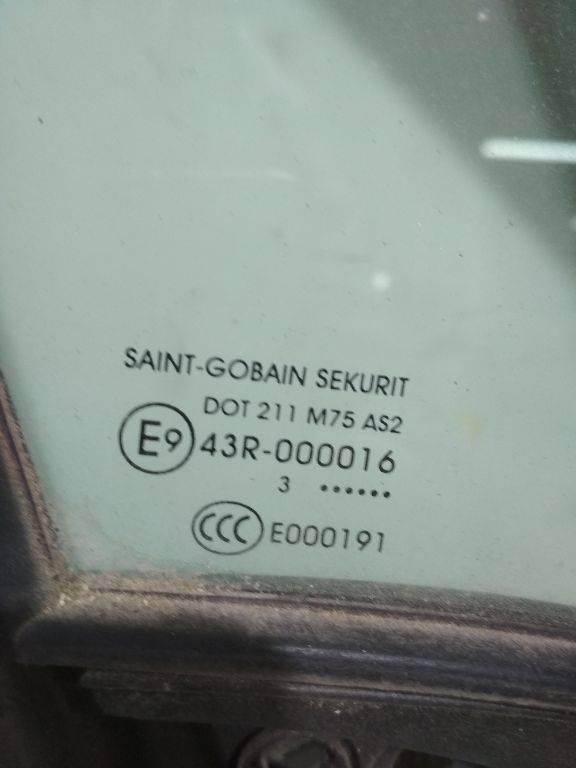 SAINT-GOBAIN SEKURIT
DOT 211 M75 AS2
E9 43R-000016
3 ••••••
CCC E000191